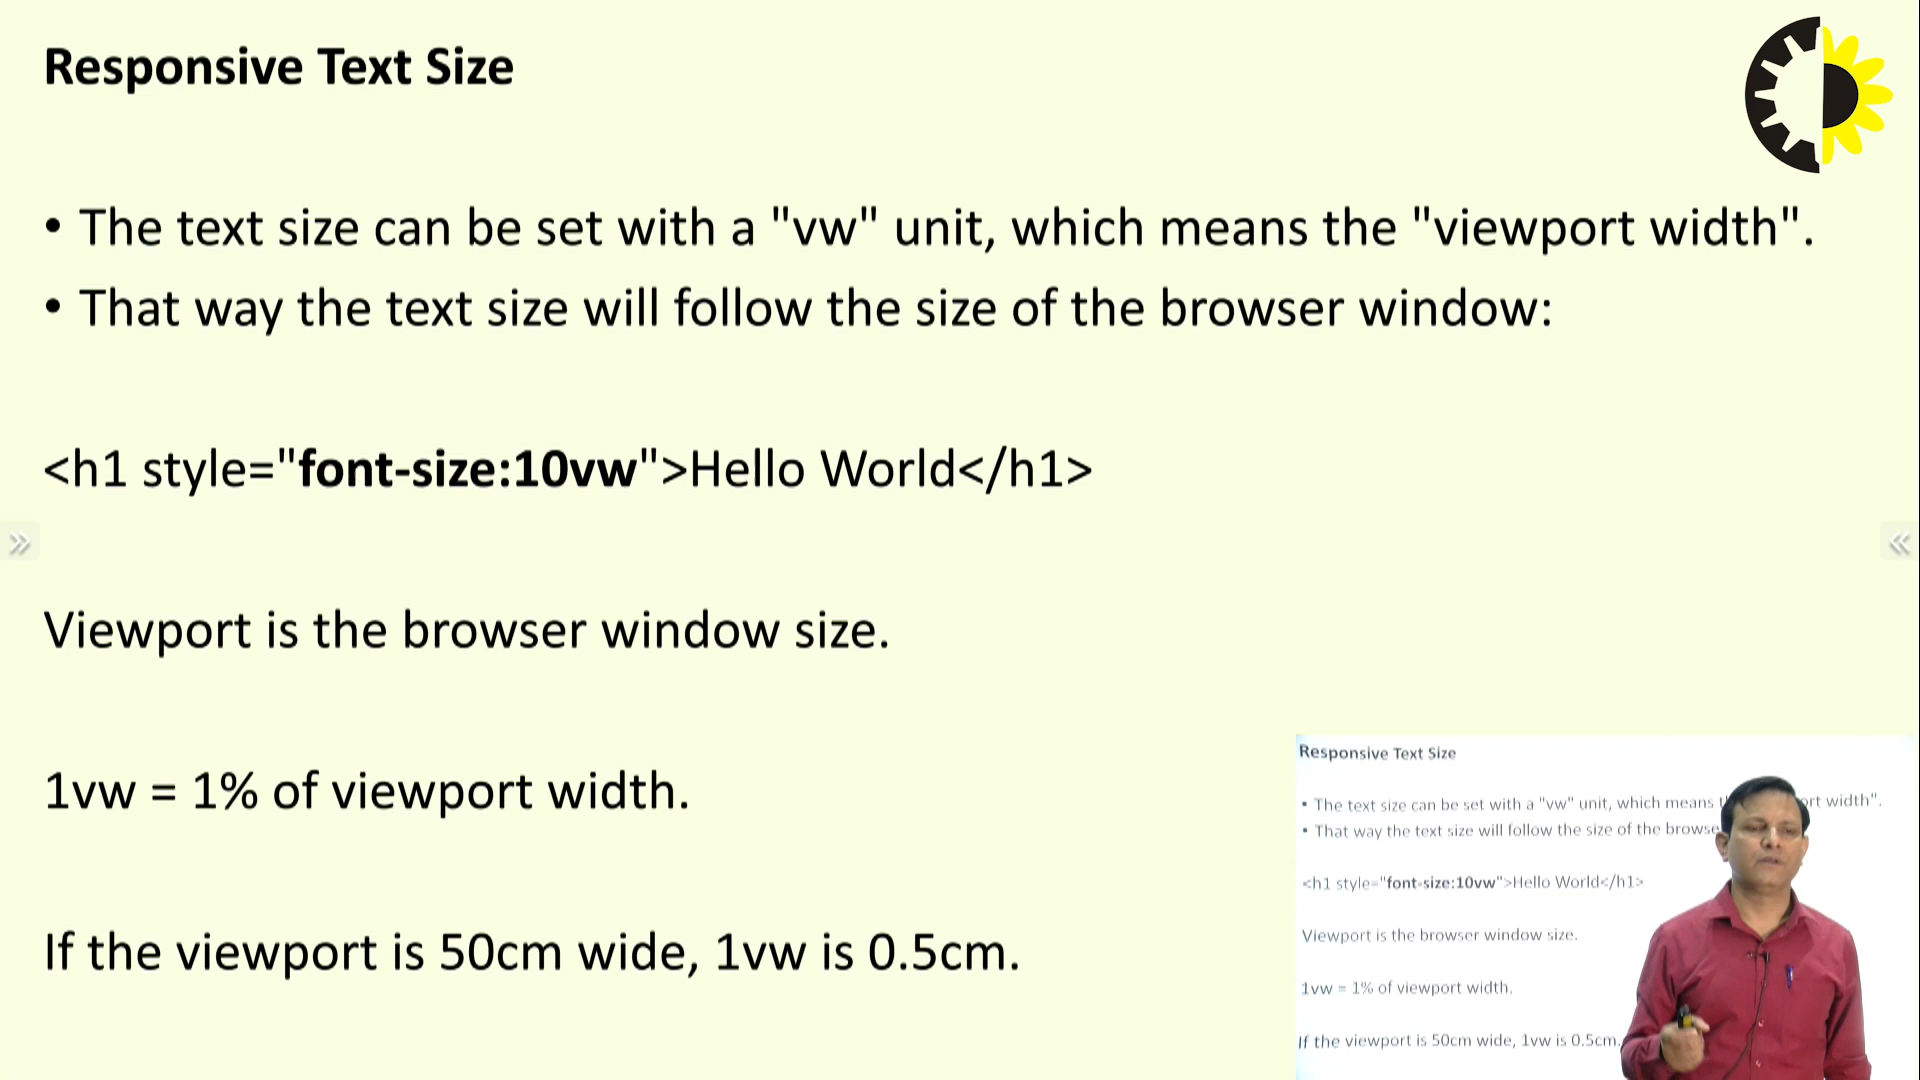 Responsive Text Size
• The text size can be set with a "vw" unit, which means the "viewport width".
• That way the text size will follow the size of the browser window:
<h1 style="font-size:10vw">Hello World</h1>
Viewport is the browser window size.
1vw = 1% of viewport width.
If the viewport is 50cm wide, 1vw is 0.5cm.
Responsive Text Size
• The text size can be set with a "vw" unit, which means width".
• That way the text size will follow the size of the
<h1 style="font-size:10vw">Hello World</h1>
Viewport is the browser window size.
1vw = 1% of viewport width.
If the viewport is 50cm wide, 1vw is 0.5cm.